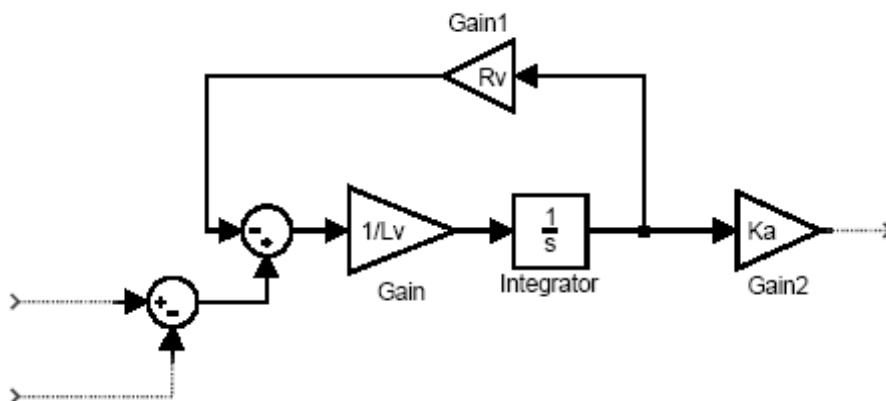 Gain1
Rv
-
+
1/Lv
1
s
Ka
Gain
Integrator
Gain2
+
-